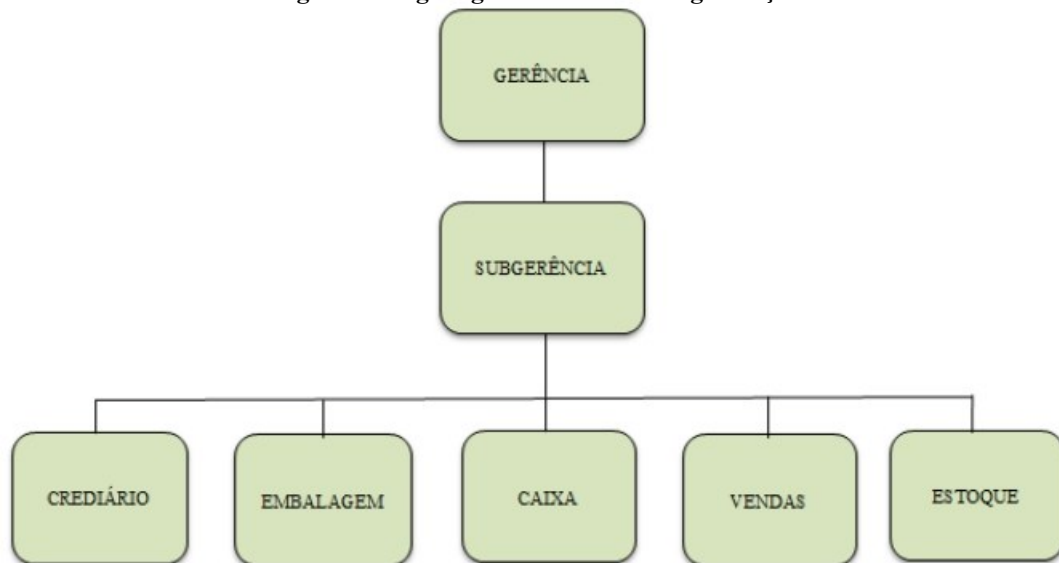 GERÊNCIA
SUBGERÊNCIA
CREDIÁRIO
EMBALAGEM
CAIXA
VENDAS
ESTOQUE